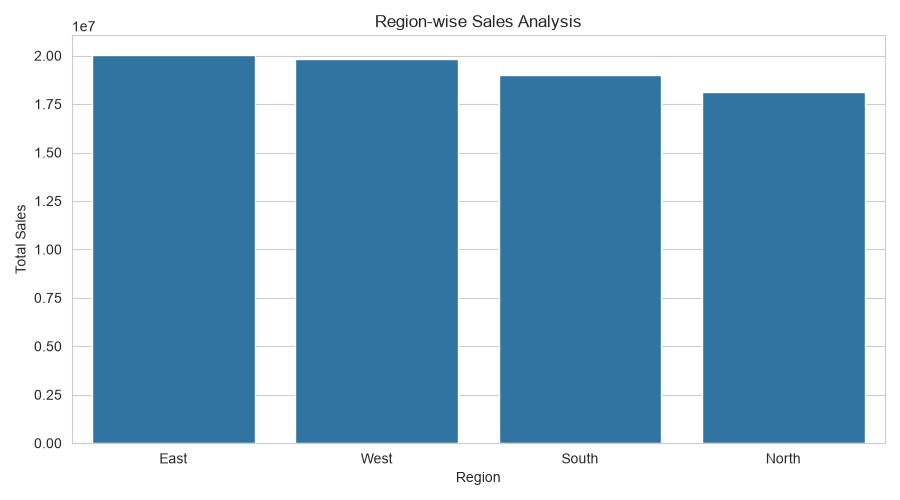 Region-wise Sales Analysis
1e7
2.00
1.75
1.50
1.25
1.00
0.75
0.50
0.25
0.00
Total Sales
East West South North
Region